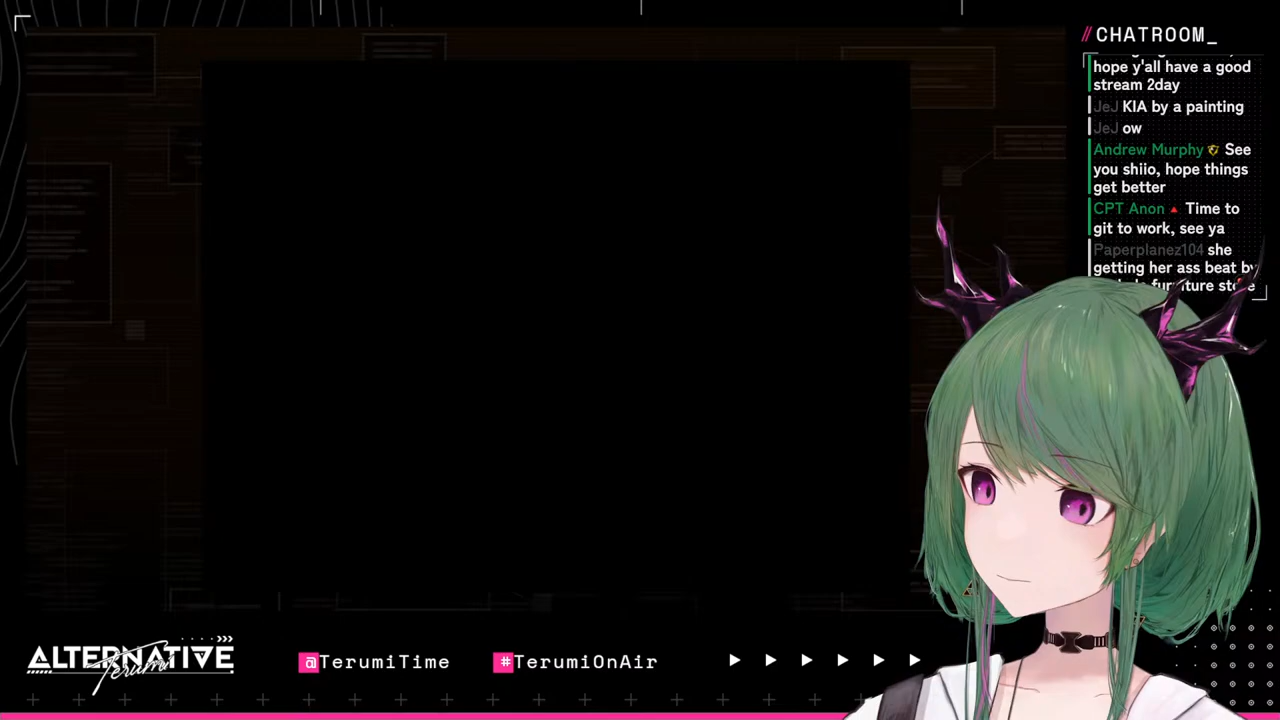 // CHATROOM_
hope y'all have a good
stream 2day
JeJ KIA by a painting
JeJ ow
Andrew Murphy See
you shiio, hope things
get better
CPT Anon Time to
git to work, see ya
Paperplanez104 she
getting her ass beat by
ALTERNATIVE
Terumi
@TerumiTime
#TerumiOnAir